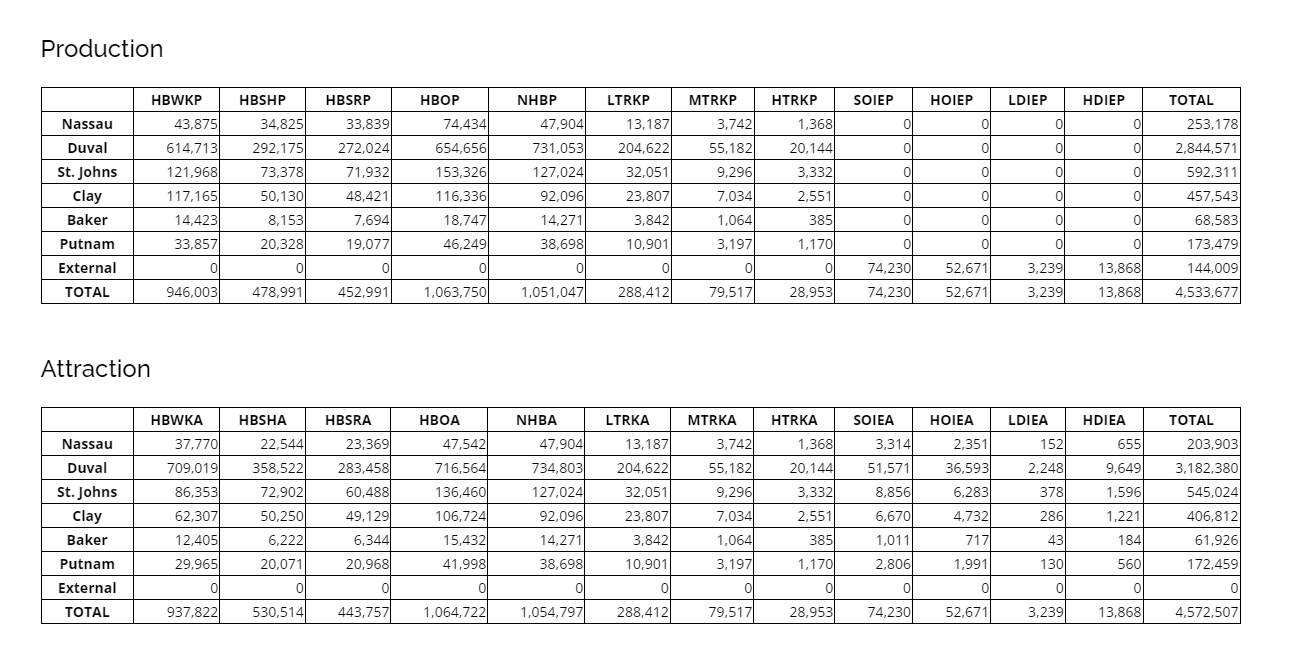 Production
HBWKP HBSHP HBSRP HBOP NHBP LTRKP MTRKP HTRKP SOIEP HOIEP LDIEP HDIEP TOTAL
Nassau 43,875 34,825 33,839 74,434 47,904 13,187 3,742 1,368 0 0 0 0 253,178
Duval 614,713 292,175 272,024 654,656 731,053 204,622 55,182 20,144 0 0 0 0 2,844,571
St. Johns 121,968 73,378 71,932 153,326 127,024 32,051 9,296 3,332 0 0 0 0 592,311
Clay 117,165 50,130 48,421 116,336 92,096 23,807 7,034 2,551 0 0 0 0 457,543
Baker 14,423 8,153 7,694 18,747 14,271 3,842 1,064 385 0 0 0 0 68,583
Putnam 33,857 20,328 19,077 46,249 38,698 10,901 3,197 1,170 0 0 0 0 173,479
External 0 0 0 0 0 0 0 0 74,230 52,671 3,239 13,868 144,009
TOTAL 946,003 478,991 452,991 1,063,750 1,051,047 288,412 79,517 28,953 74,230 52,671 3,239 13,868 4,533,677
Attraction
HBWKA HBSHA HBSRA HBOA NHBA LTRKA MTRKA HTRKA SOIEA HOIEA LDIEA HDIEA TOTAL
Nassau 37,770 22,544 23,369 47,542 47,904 13,187 3,742 1,368 3,314 2,351 152 655 203,903
Duval 709,019 358,522 283,458 716,564 734,803 204,622 55,182 20,144 51,571 36,593 2,248 9,649 3,182,380
St. Johns 86,353 72,902 60,488 136,460 127,024 32,051 9,296 3,332 8,856 6,283 378 1,596 545,024
Clay 62,307 50,250 49,129 106,724 92,096 23,807 7,034 2,551 6,670 4,732 286 1,221 406,812
Baker 12,405 6,222 6,344 15,432 14,271 3,842 1,064 385 1,011 717 43 184 61,926
Putnam 29,965 20,071 20,968 41,998 38,698 10,901 3,197 1,170 2,806 1,991 130 560 172,459
External 0 0 0 0 0 0 0 0 0 0 0 0 0
TOTAL 937,822 530,514 443,757 1,064,722 1,054,797 288,412 79,517 28,953 74,230 52,671 3,239 13,868 4,572,507